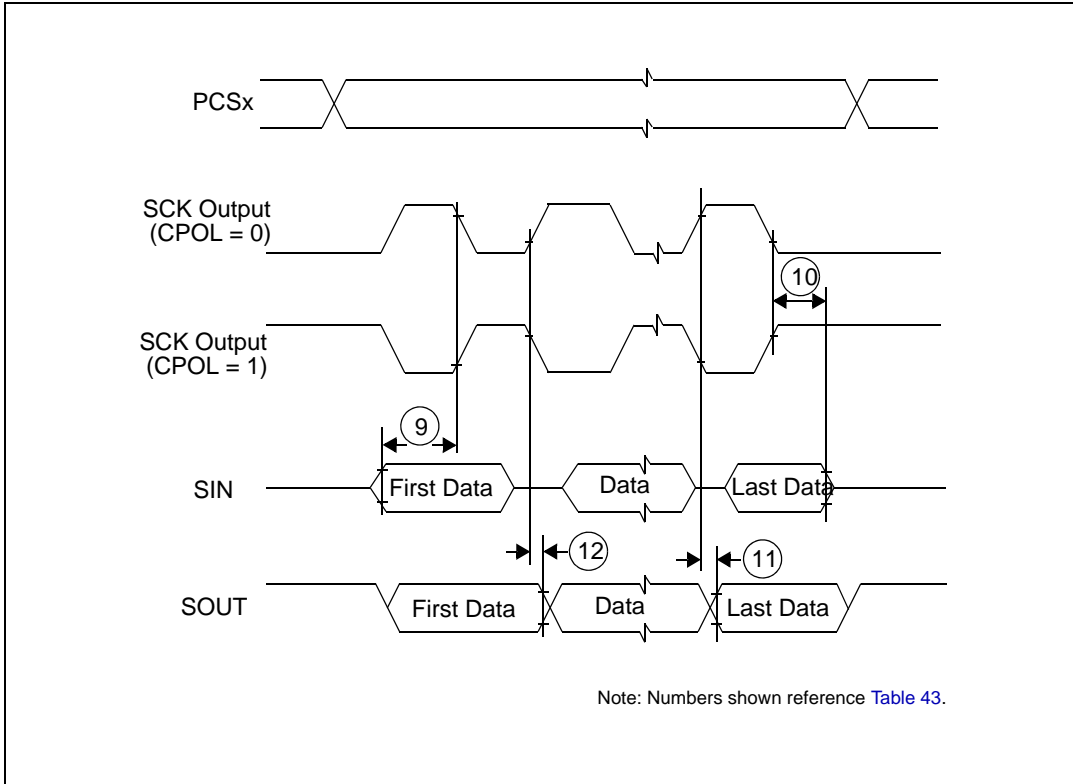 PCSx
SCK Output
(CPOL = 0)
10
SCK Output
(CPOL = 1)
9
SIN
First Data
Data
Last Data
12
11
SOUT
First Data
Data
Last Data
Note: Numbers shown reference Table 43.